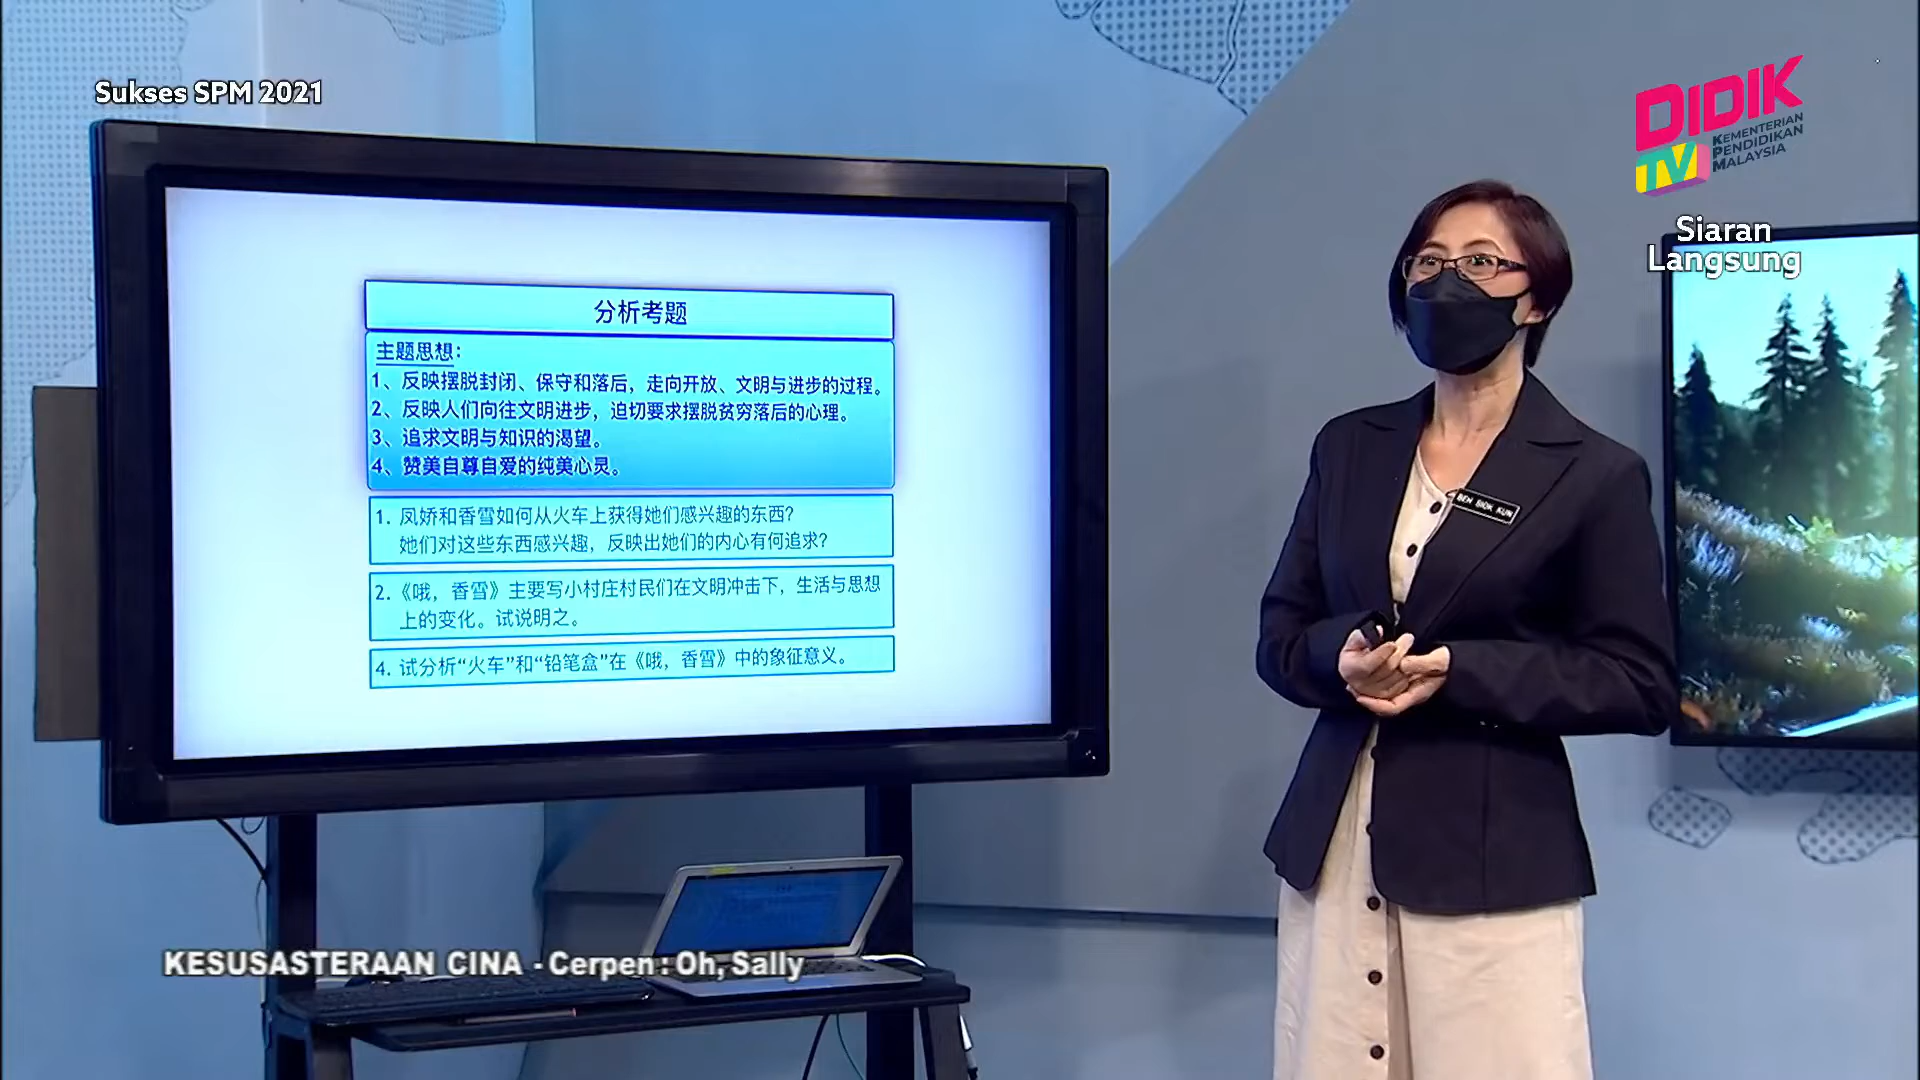 Sukses SPM 2021
DIDIK
TV
KEMENTERIAN
PENDIDIKAN
MALAYSIA
Siaran
Langsung
分析考题
主题思想：
1、反映摆脱封闭、保守和落后，走向开放、文明与进步的过程。
2、反映人们向往文明进步，迫切要求摆脱贫穷落后的心理。
3、追求文明与知识的渴望。
4、赞美自尊自爱的纯美心灵。
1. 凤娇和香雪如何从火车上获得她们感兴趣的东西？
她们对这些东西感兴趣，反映出她们的内心有何追求？
2.《哦，香雪》主要写小村庄村民们在文明冲击下，生活与思想
上的变化。试说明之。
4. 试分析“火车”和“铅笔盒”在《哦，香雪》中的象征意义。
BEH SIOK KUN
KESUSASTERAAN CINA - Cerpen : Oh, Sally